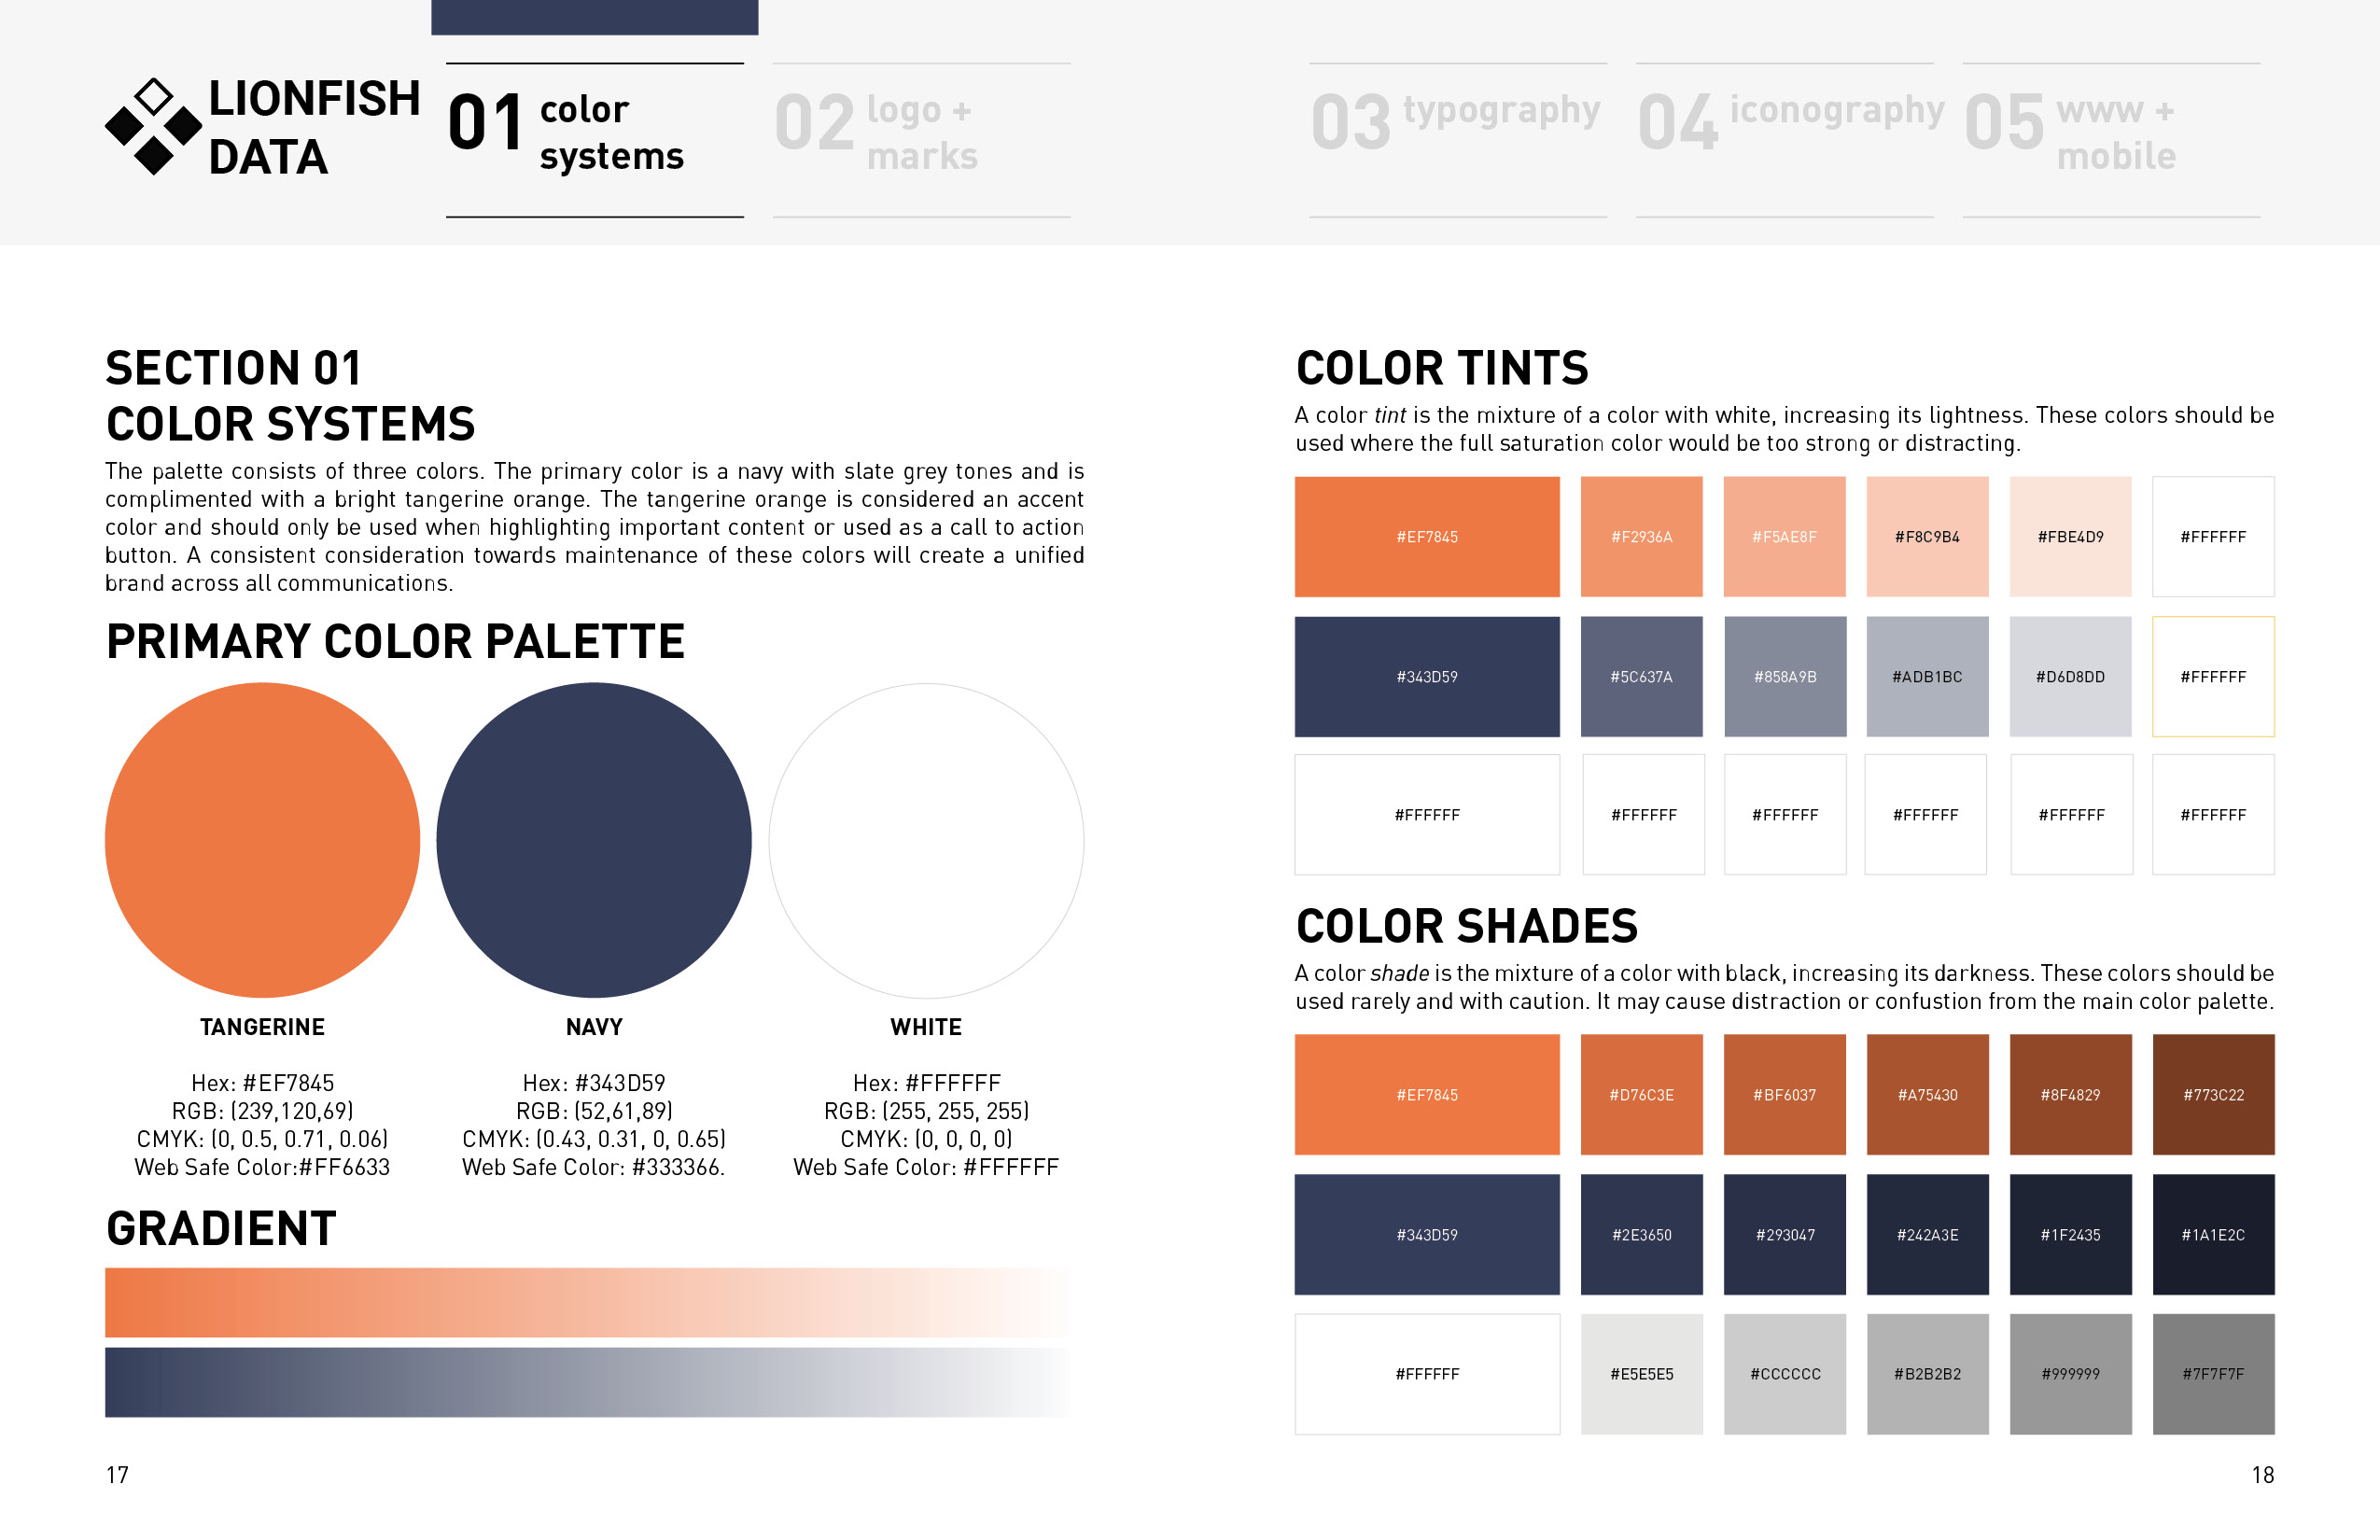 LIONFISH
DATA
01 color
systems
02 logo +
marks
03 typography
04 iconography
05 www +
mobile
SECTION 01
COLOR SYSTEMS
The palette consists of three colors. The primary color is a navy with slate grey tones and is
complimented with a bright tangerine orange. The tangerine orange is considered an accent
color and should only be used when highlighting important content or used as a call to action
button. A consistent consideration towards maintenance of these colors will create a unified
brand across all communications.
PRIMARY COLOR PALETTE
TANGERINE
Hex: #EF7845
RGB: (239,120,69)
CMYK: (0, 0.5, 0.71, 0.06)
Web Safe Color:#FF6633
NAVY
Hex: #343D59
RGB: (52,61,89)
CMYK: (0.43, 0.31, 0, 0.65)
Web Safe Color: #333366.
WHITE
Hex: #FFFFFF
RGB: (255, 255, 255)
CMYK: (0, 0, 0, 0)
Web Safe Color: #FFFFFF
GRADIENT
17
COLOR TINTS
A color tint is the mixture of a color with white, increasing its lightness. These colors should be
used where the full saturation color would be too strong or distracting.
#EF7845 #F2936A #F5AE8F #F8C9B4 #FBE4D9 #FFFFFF
#343D59 #5C637A #858A9B #ADB1BC #D6D8DD #FFFFFF
#FFFFFF #FFFFFF #FFFFFF #FFFFFF #FFFFFF #FFFFFF
COLOR SHADES
A color shade is the mixture of a color with black, increasing its darkness. These colors should be
used rarely and with caution. It may cause distraction or confustion from the main color palette.
#EF7845 #D76C3E #BF6037 #A75430 #8F4829 #773C22
#343D59 #2E3650 #293047 #242A3E #1F2435 #1A1E2C
#FFFFFF #E5E5E5 #CCCCCC #B2B2B2 #999999 #7F7F7F
18